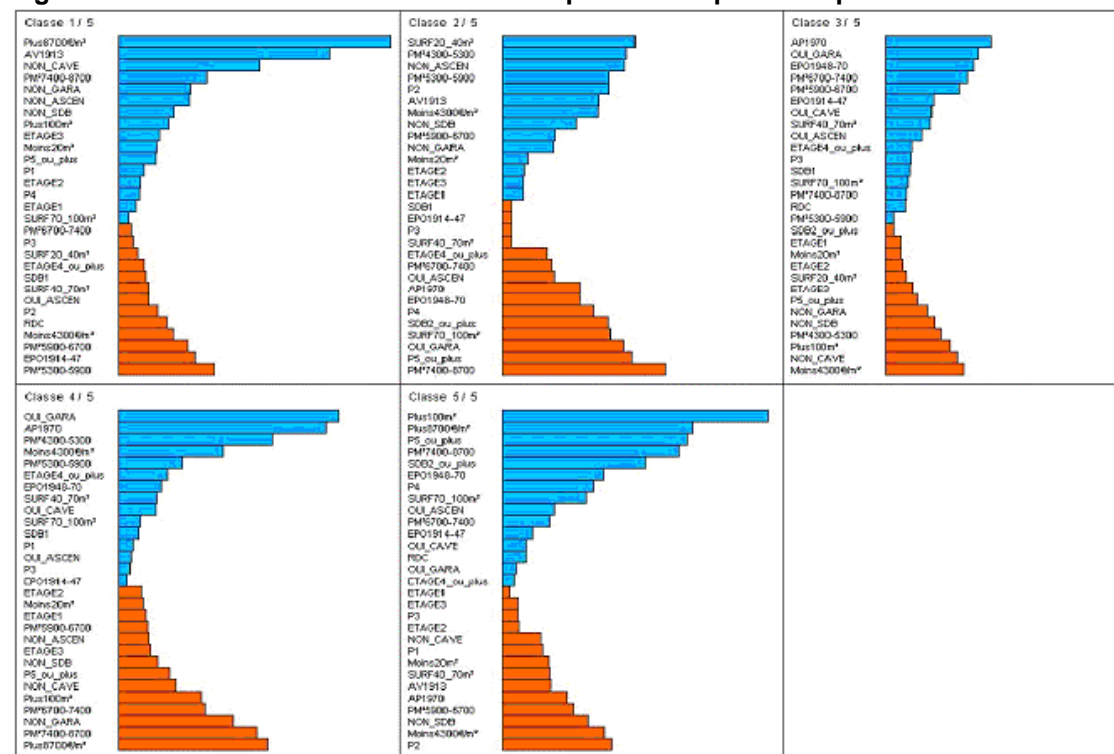 Classe 1 / 5
Plus8700€/m²
AV1913
NON_CAVE
PM²7400-8700
NON_GARA
NON_ASCEN
NON_SDB
Plus100m²
ETAGE3
Moins20m²
P5_ou_plus
P1
ETAGE2
P4
ETAGE1
SURF70_100m²
PM²6700-7400
P3
SURF20_40m²
ETAGE4_ou_plus
SDB1
SURF40_70m²
OUI_ASCEN
P2
RDC
Moins4300€/m²
PM²5900-6700
EPO1914-47
PM²5300-5900
Classe 2 / 5
SURF20_40m²
PM²4300-5300
NON_ASCEN
PM²5300-5900
P2
AV1913
Moins4300€/m²
NON_SDB
PM²5900-6700
NON_GARA
Moins20m²
ETAGE2
ETAGE3
ETAGE1
SDB1
EPO1914-47
P3
SURF40_70m²
ETAGE4_ou_plus
PM²6700-7400
OUI_ASCEN
AP1970
EPO1948-70
P4
SDB2_ou_plus
SURF70_100m²
OUI_GARA
P5_ou_plus
PM²7400-8700
Classe 3 / 5
AP1970
OUI_GARA
EPO1948-70
PM²6700-7400
PM²5900-6700
EPO1914-47
OUI_CAVE
SURF40_70m²
OUI_ASCEN
ETAGE4_ou_plus
P3
SDB1
SURF70_100m²
PM²7400-8700
RDC
PM²5300-5900
SDB2_ou_plus
ETAGE1
Moins20m²
ETAGE2
SURF20_40m²
ETAGE3
P5_ou_plus
NON_GARA
NON_SDB
PM²4300-5300
Plus100m²
NON_CAVE
Moins4300€/m²
Classe 4 / 5
OUI_GARA
AP1970
PM²4300-5300
Moins4300€/m²
PM²5300-5900
ETAGE4_ou_plus
EPO1948-70
SURF40_70m²
OUI_CAVE
SURF70_100m²
SDB1
P1
OUI_ASCEN
P3
EPO1914-47
ETAGE2
Moins20m²
ETAGE1
PM²5900-6700
NON_ASCEN
ETAGE3
NON_SDB
P5_ou_plus
NON_CAVE
Plus100m²
PM²6700-7400
NON_GARA
PM²7400-8700
Plus8700€/m²
Classe 5 / 5
Plus100m²
Plus8700€/m²
P5_ou_plus
PM²7400-8700
SDB2_ou_plus
EPO1948-70
P4
SURF70_100m²
OUI_ASCEN
PM²6700-7400
EPO1914-47
OUI_CAVE
RDC
OUI_GARA
ETAGE4_ou_plus
ETAGE1
ETAGE3
P3
ETAGE2
NON_CAVE
P1
Moins20m²
SURF40_70m²
AV1913
AP1970
PM²5900-6700
NON_SDB
Moins4300€/m²
P2